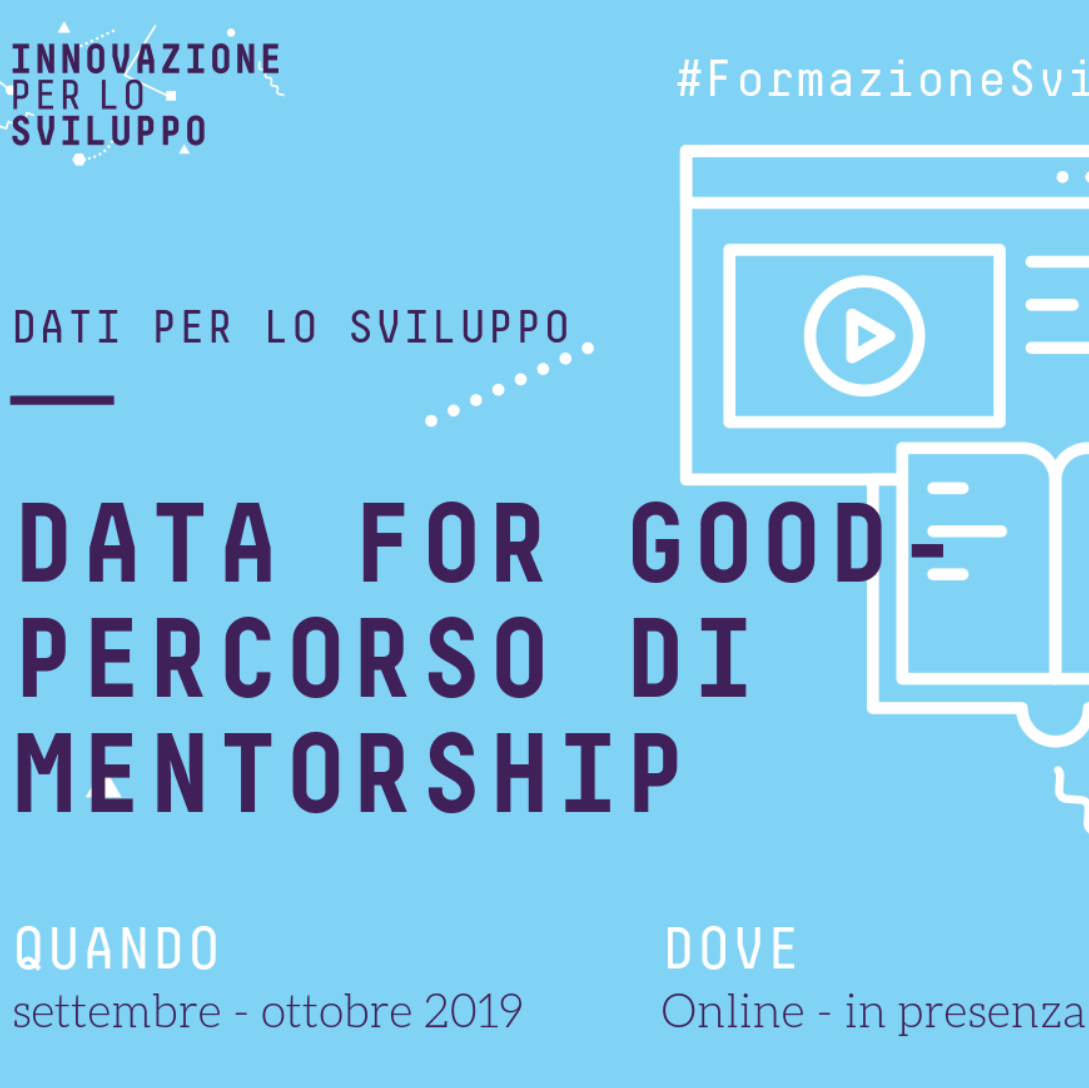 INNOVAZIONE
PER LO
SVILUPPO
#FormazioneSvi
DATI PER LO SVILUPPO
DATA FOR GOOD-
PERCORSO DI
MENTORSHIP
QUANDO
settembre - ottobre 2019
DOVE
Online - in presenza